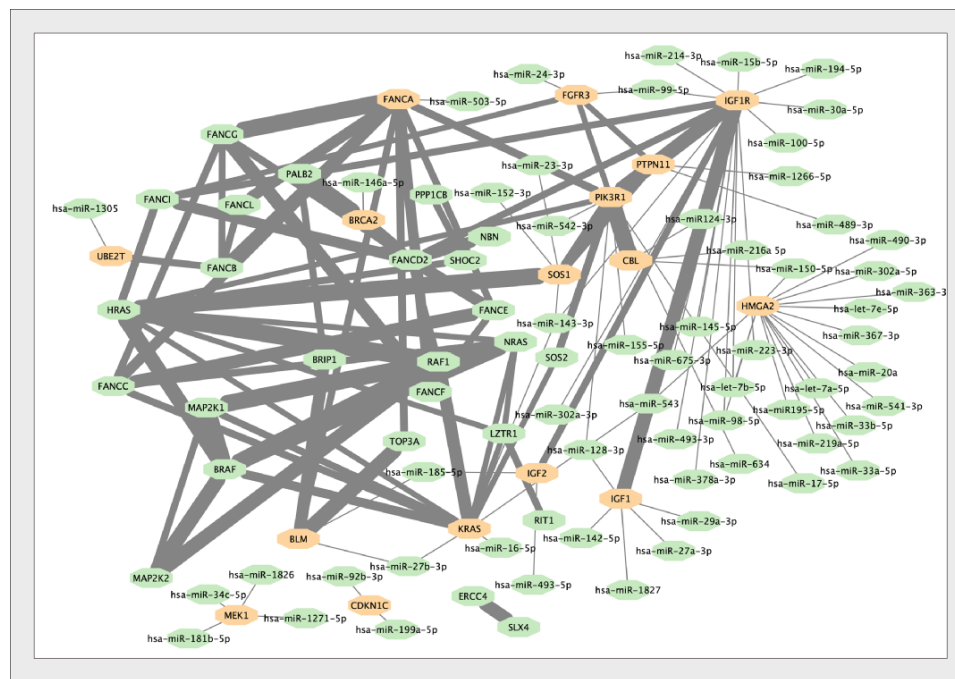 hsa-miR-214-3p
hsa-miR-15b-5p
hsa-miR-194-5p
hsa-miR-24-3p
hsa-miR-99-5p
FANCA
hsa-miR-503-5p
FGFR3
IGF1R
hsa-miR-30a-5p
FANCG
hsa-miR-100-5p
PALB2
hsa-miR-23-3p
PTPN11
hsa-miR-1266-5p
hsa-miR-146a-5p
FANCI
FANCL
PPP1CB
hsa-miR-152-3p
PIK3R1
hsa-miR-1305
BRCA2
hsa-miR-542-3p
hsa-miR124-3p
hsa-miR-489-3p
NBN
hsa-miR-490-3p
UBE2T
FANCB
FANCD2
SHOC2
CBL
hsa-miR-216a 5p
SOS1
hsa-miR-150-5p
hsa-miR-302a-5p
hsa-miR-363-3
HRAS
FANCE
HMGA2
hsa-let-7e-5p
hsa-miR-143-3p
hsa-miR-145-5p
NRAS
hsa-miR-367-3p
hsa-miR-155-5p
hsa-miR-223-3p
BRIP1
RAF1
SOS2
hsa-miR-675-3p
hsa-miR-20a
FANCC
FANCF
hsa-let-7b-5p
hsa-let-7a-5p
MAP2K1
hsa-miR-302a-3p
hsa-miR-543
hsa-miR195-5p
hsa-miR-541-3p
hsa-miR-98-5p
hsa-miR-33b-5p
TOP3A
LZTR1
hsa-miR-493-3p
hsa-miR-219a-5p
hsa-miR-128-3p
BRAF
hsa-miR-185-5p
IGF2
hsa-miR-634
hsa-miR-33a-5p
hsa-miR-378a-3p
hsa-miR-17-5p
IGF1
RIT1
hsa-miR-29a-3p
BLM
KRAS
hsa-miR-142-5p
hsa-miR-16-5p
hsa-miR-27a-3p
hsa-miR-27b-3p
MAP2K2
hsa-miR-1826
hsa-miR-92b-3p
hsa-miR-493-5p
hsa-miR-1827
hsa-miR-34c-5p
ERCC4
CDKN1C
MEK1
hsa-miR-1271-5p
SLX4
hsa-miR-199a-5p
hsa-miR-181b-5p